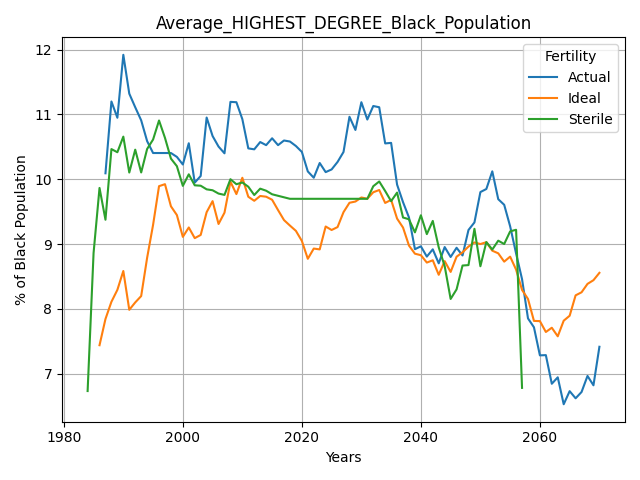 Average_HIGHEST_DEGREE_Black_Population
% of Black Population
12
11
10
9
8
7
Fertility
Actual
Ideal
Sterile
1980
2000
2020
2040
2060
Years